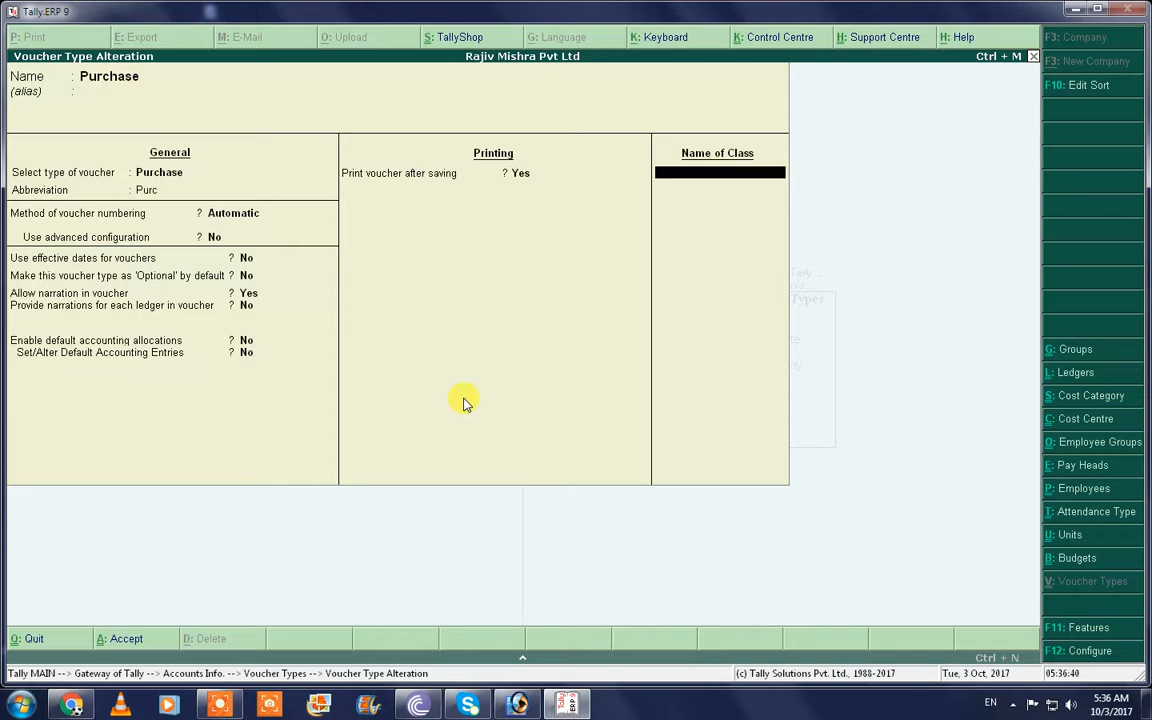 Tally.ERP 9
P: Print
E: Export
M: E-Mail
O: Upload
S: TallyShop
G: Language
K: Keyboard
K: Control Centre
H: Support Centre
H: Help
Voucher Type Alteration
Rajiv Mishra Pvt Ltd
Ctrl + M
Name : Purchase
(alias) :
General
Printing
Name of Class
Select type of voucher : Purchase
Abbreviation : Purc
Method of voucher numbering ? Automatic
Use advanced configuration ? No
Use effective dates for vouchers ? No
Make this voucher type as 'Optional' by default ? No
Allow narration in voucher ? Yes
Provide narrations for each ledger in voucher ? No
Enable default accounting allocations ? No
Set/Alter Default Accounting Entries ? No
Print voucher after saving ? Yes
Tally...
Types
F3: Company
F3: New Company
F10: Edit Sort
G: Groups
L: Ledgers
S: Cost Category
C: Cost Centre
O: Employee Groups
E: Pay Heads
P: Employees
T: Attendance Type
U: Units
B: Budgets
V: Voucher Types
F11: Features
F12: Configure
Q: Quit
A: Accept
D: Delete
Ctrl + N
Tally MAIN --> Gateway of Tally --> Accounts Info. --> Voucher Types --> Voucher Type Alteration
(c) Tally Solutions Pvt. Ltd., 1988-2017
Tue, 3 Oct, 2017
05:36:40
EN
5:36 AM
10/3/2017